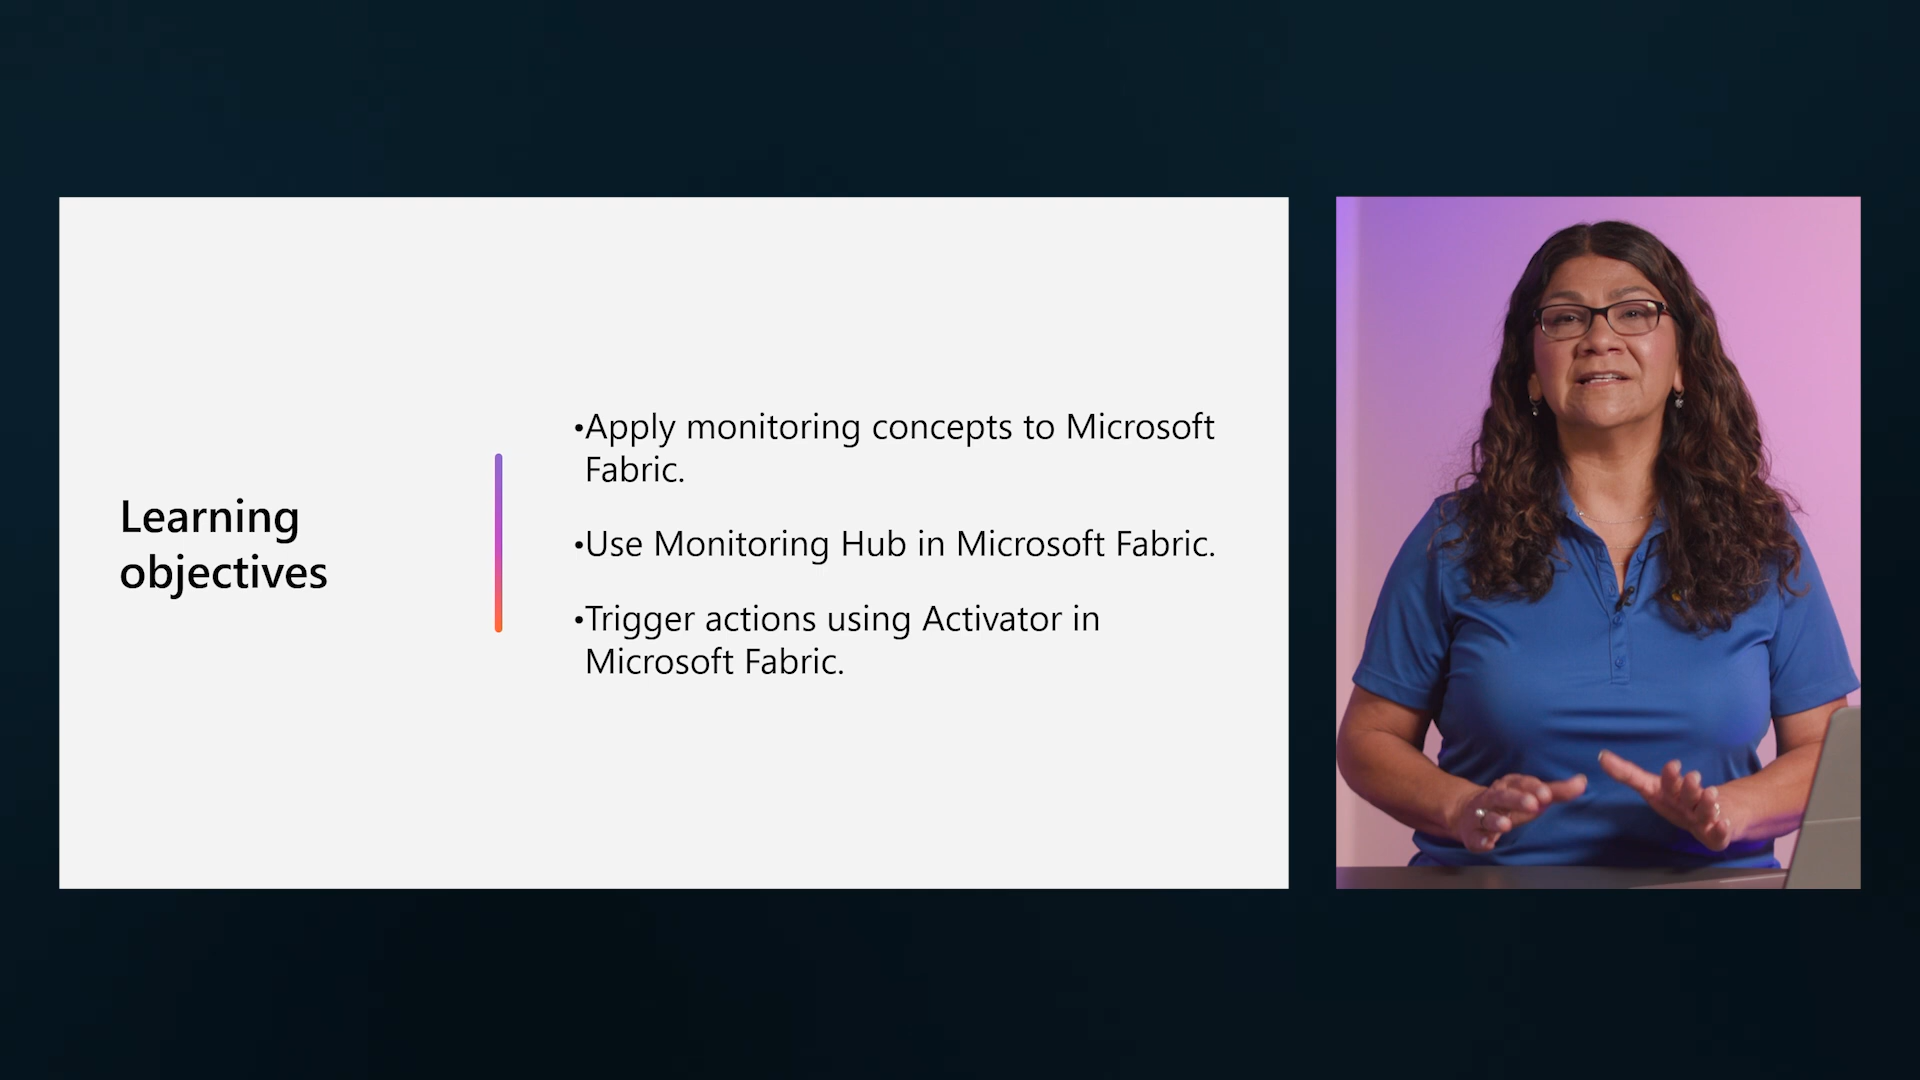 Learning
objectives
•Apply monitoring concepts to Microsoft
Fabric.
•Use Monitoring Hub in Microsoft Fabric.
•Trigger actions using Activator in
Microsoft Fabric.